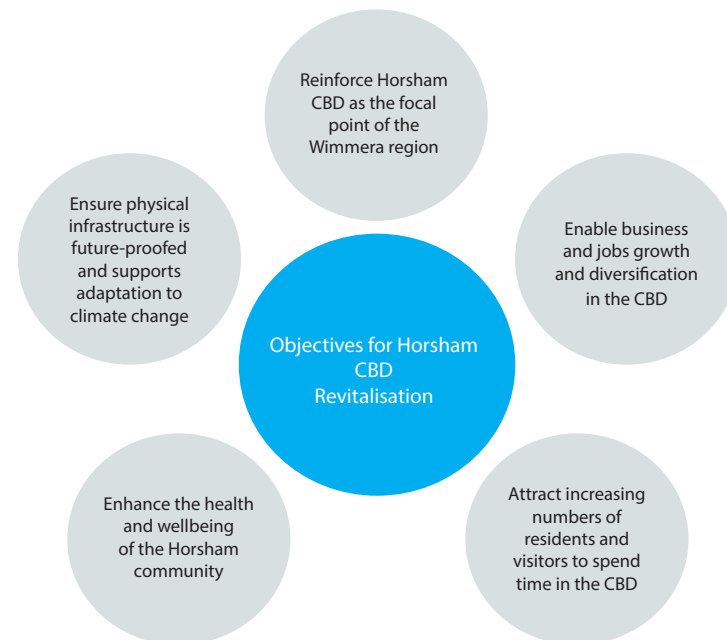 Reinforce Horsham
CBD as the focal
point of the
Wimmera region
Ensure physical
infrastructure is
future-proofed
and supports
adaptation to
climate change
Enable business
and jobs growth
and diversification
in the CBD
Objectives for Horsham
CBD
Revitalisation
Enhance the health
and wellbeing
of the Horsham
community
Attract increasing
numbers of
residents and
visitors to spend
time in the CBD